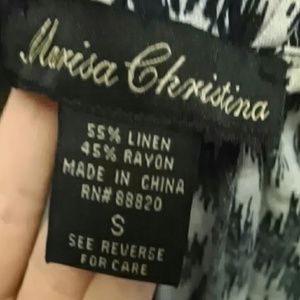 Marisa Christina
55% LINEN
45% RAYON
MADE IN CHINA
RN# 88820
S
SEE REVERSE
FOR CARE